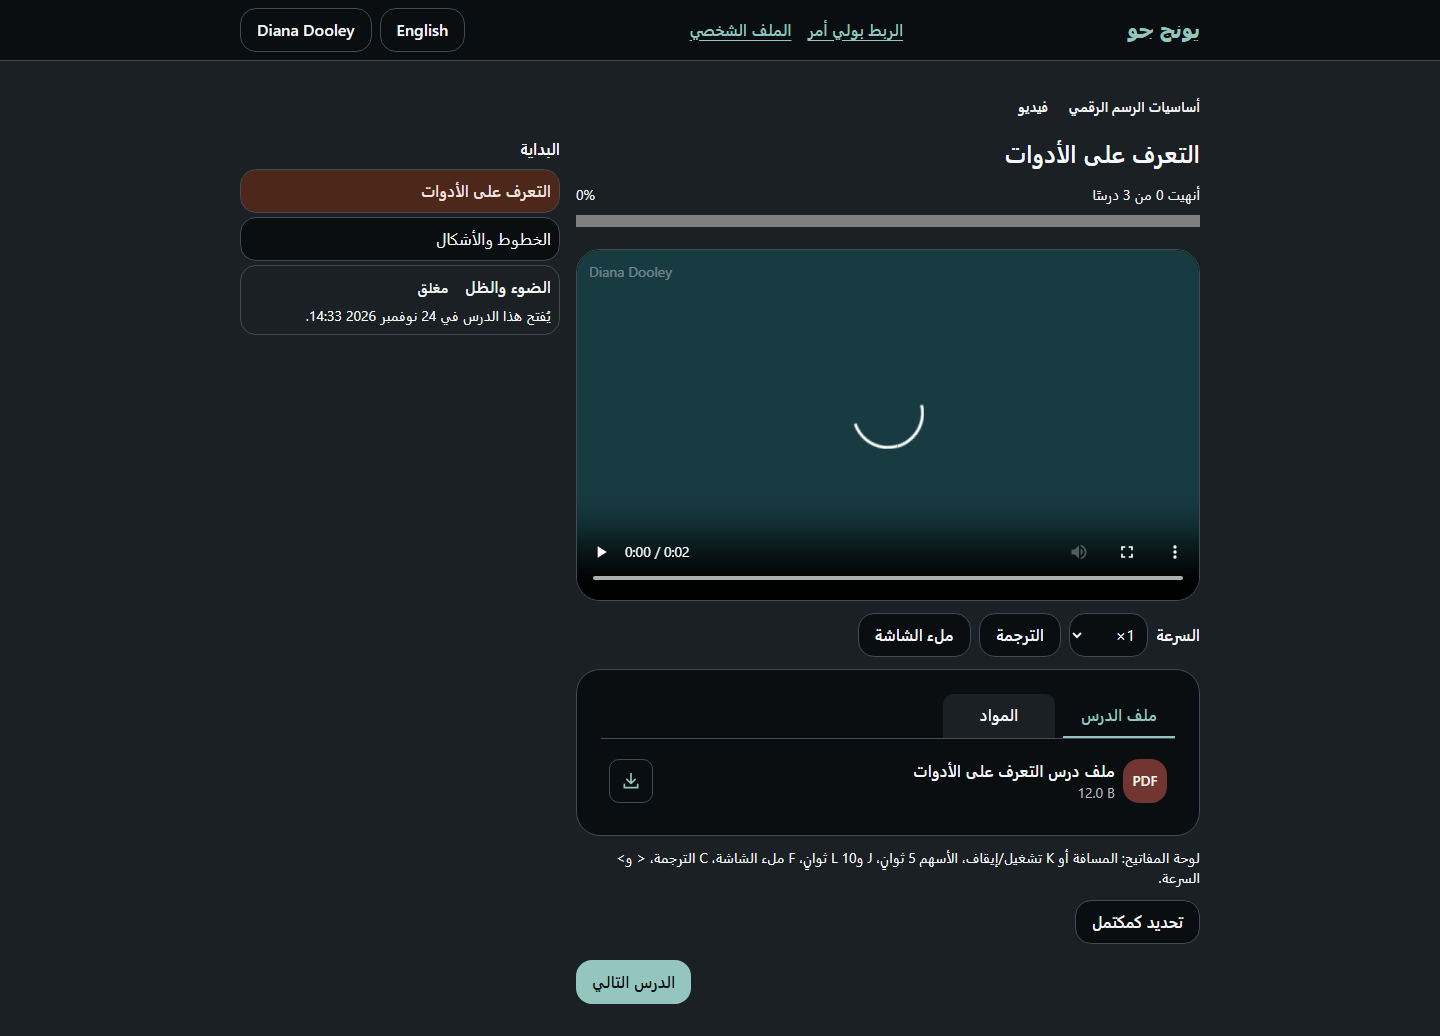 يونج جو
الربط بولي أمر
الملف الشخصي
English
Diana Dooley
أساسيات الرسم الرقمي
فيديو
التعرف على الأدوات
أنهيت 0 من 3 درسًا
0%
Diana Dooley
0:00 / 0:02
السرعة
1×
الترجمة
ملء الشاشة
ملف الدرس
المواد
PDF
ملف درس التعرف على الأدوات
12.0 B
لوحة المفاتيح: المسافة أو K تشغيل/إيقاف، الأسهم 5 ثوانٍ، J وL 10 ثوانٍ، F ملء الشاشة، C الترجمة، < و>
السرعة.
تحديد كمكتمل
الدرس التالي
البداية
التعرف على الأدوات
الخطوط والأشكال
الضوء والظل
مغلق
يُفتح هذا الدرس في 24 نوفمبر 2026 14:33.